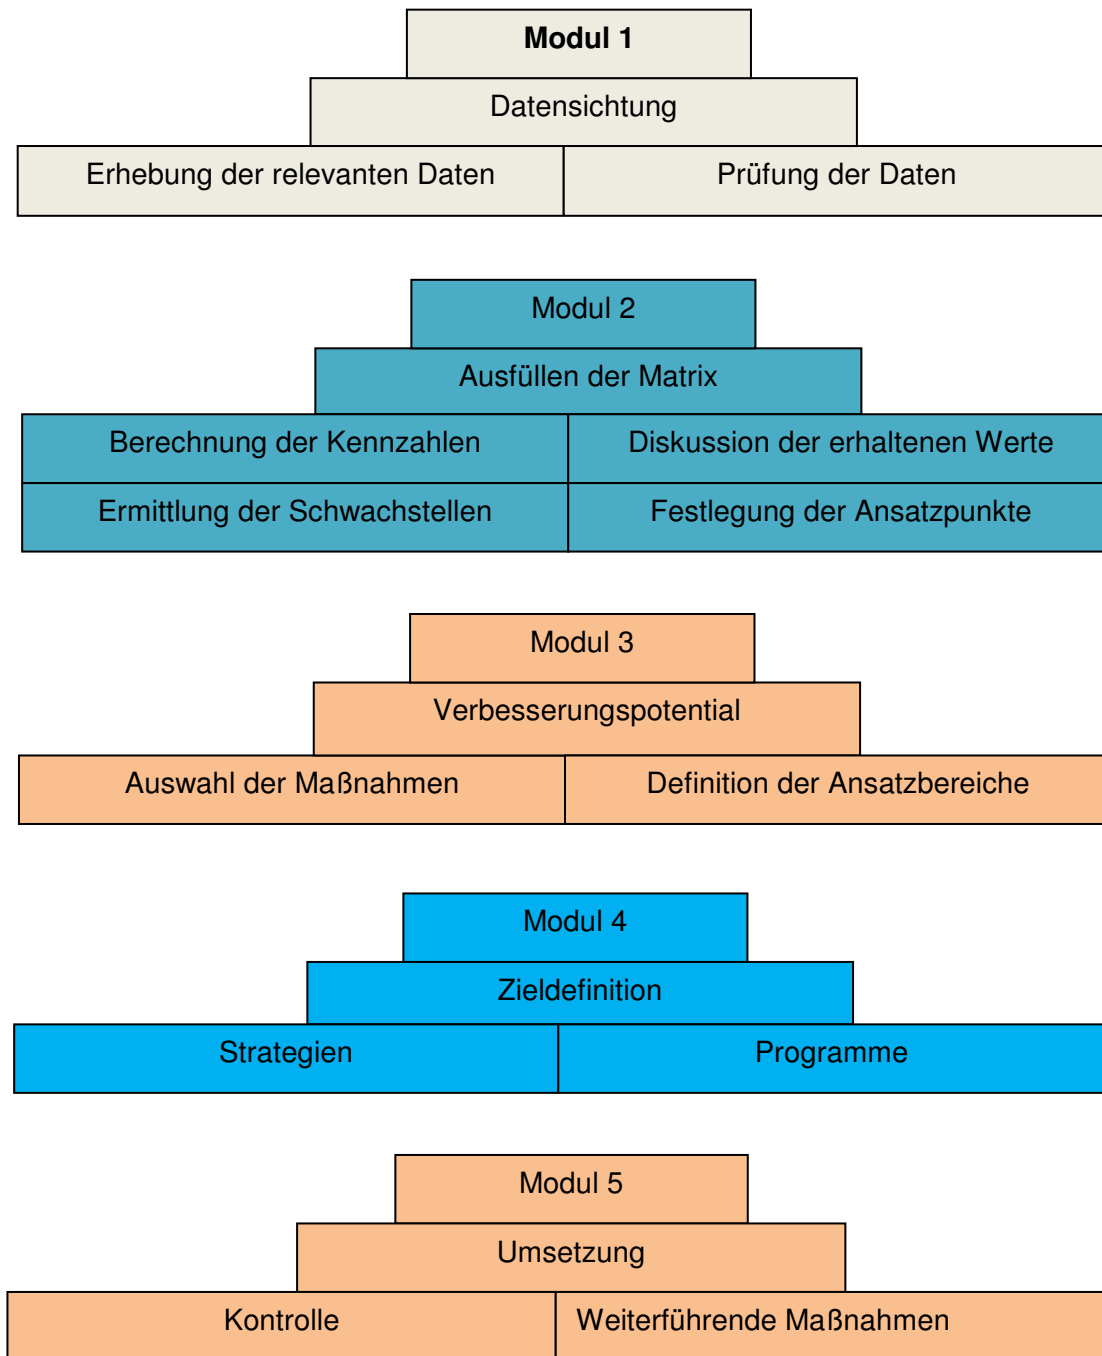 Modul 1
Datensichtung
Erhebung der relevanten Daten
Prüfung der Daten
Modul 2
Ausfüllen der Matrix
Berechnung der Kennzahlen
Diskussion der erhaltenen Werte
Ermittlung der Schwachstellen
Festlegung der Ansatzpunkte
Modul 3
Verbesserungspotential
Auswahl der Maßnahmen
Definition der Ansatzbereiche
Modul 4
Zieldefinition
Strategien
Programme
Modul 5
Umsetzung
Kontrolle
Weiterführende Maßnahmen